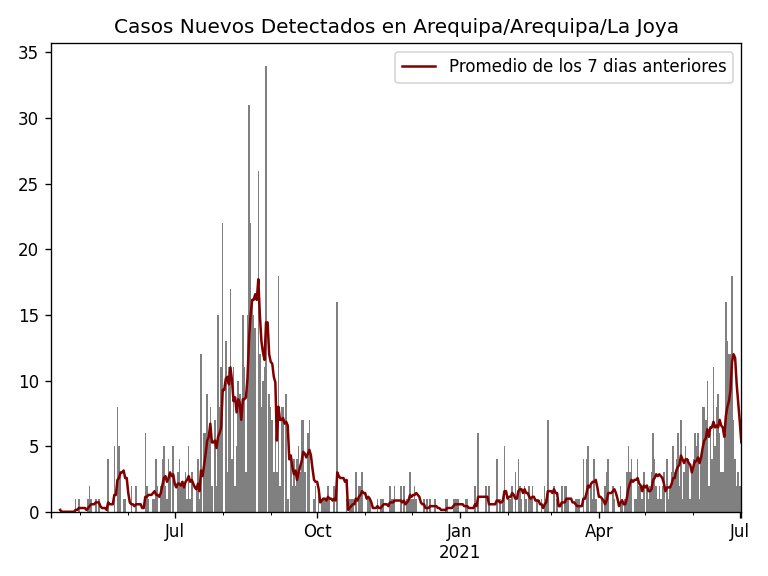 Casos Nuevos Detectados en Arequipa/Arequipa/La Joya
Promedio de los 7 dias anteriores
35
30
25
20
15
10
5
0
Jul
Oct
Jan
2021
Apr
Jul